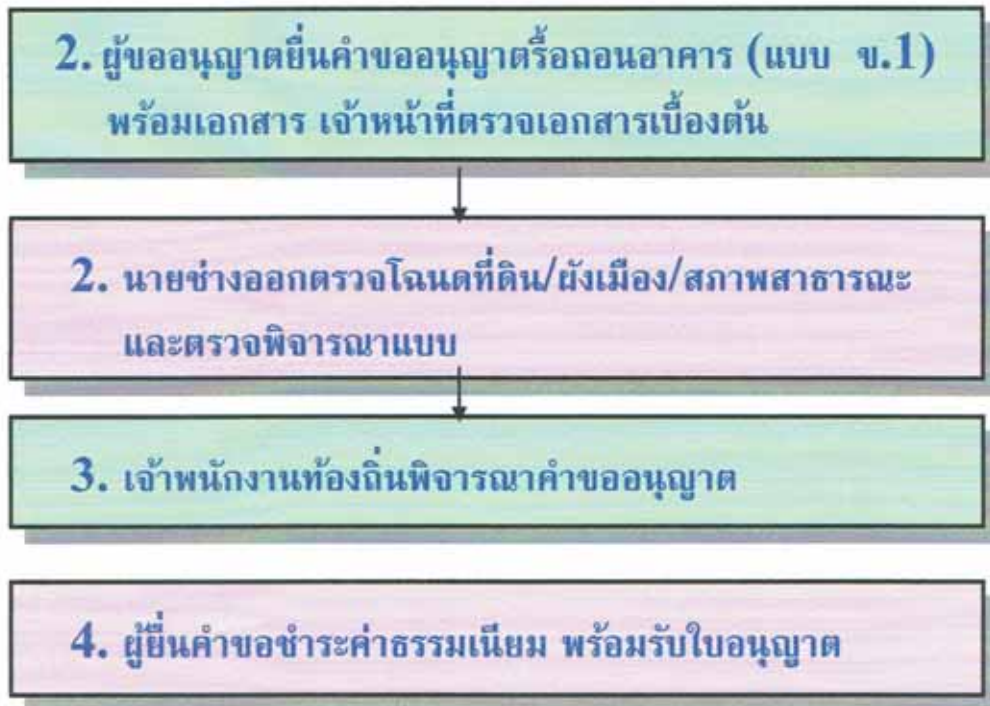 2. ผู้ขออนุญาตยื่นคำขออนุญาตรื้อถอนอาคาร (แบบ ข.1)
พร้อมเอกสาร เจ้าหน้าที่ตรวจเอกสารเบื้องต้น
2. นายช่างออกตรวจโฉนดที่ดิน/ผังเมือง/สภาพสาธารณะ
และตรวจพิจารณาแบบ
3. เจ้าพนักงานท้องถิ่นพิจารณาคำขออนุญาต
4. ผู้ยื่นคำขอชำระค่าธรรมเนียม พร้อมรับใบอนุญาต